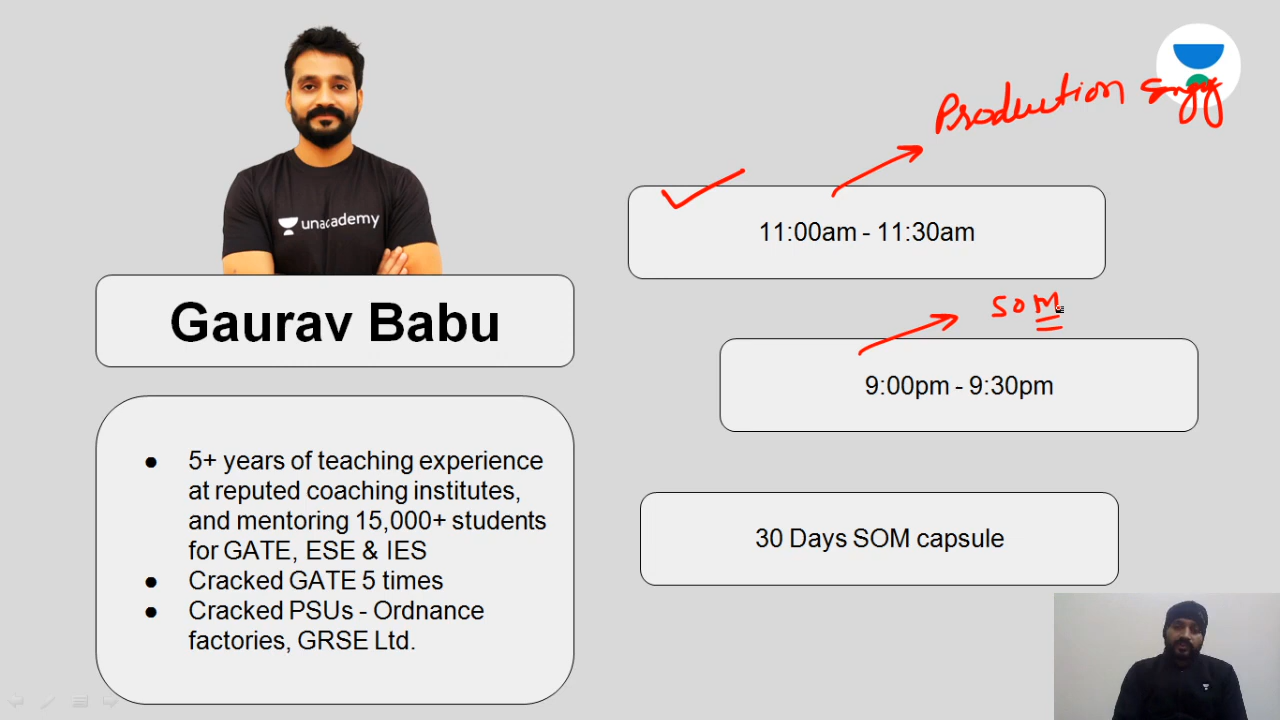 Production Engg
unacademy
11:00am - 11:30am
Gaurav Babu
SOM
9:00pm - 9:30pm
5+ years of teaching experience
at reputed coaching institutes,
and mentoring 15,000+ students
for GATE, ESE & IES
Cracked GATE 5 times
Cracked PSUs - Ordnance
factories, GRSE Ltd.
30 Days SOM capsule